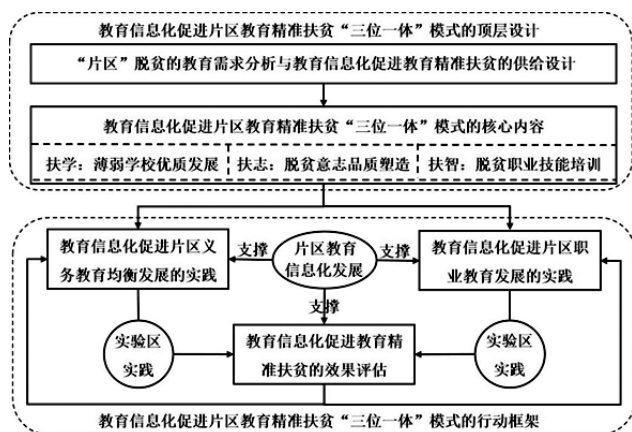 教育信息化促进片区教育精准扶贫“三位一体”模式的顶层设计
“片区”脱贫的教育需求分析与教育信息化促进教育精准扶贫的供给设计
教育信息化促进片区教育精准扶贫“三位一体”模式的核心内容
扶学：薄弱学校优质发展
扶志：脱贫意志品质塑造
扶智：脱贫职业技能培训
教育信息化促进片区义
务教育均衡发展的实践
支撑
片区教育
信息化发展
支撑
教育信息化促进片区职
业教育发展的实践
支撑
实验区
实践
教育信息化促进教育精
准扶贫的效果评估
实验区
实践
教育信息化促进片区教育精准扶贫“三位一体”模式的行动框架